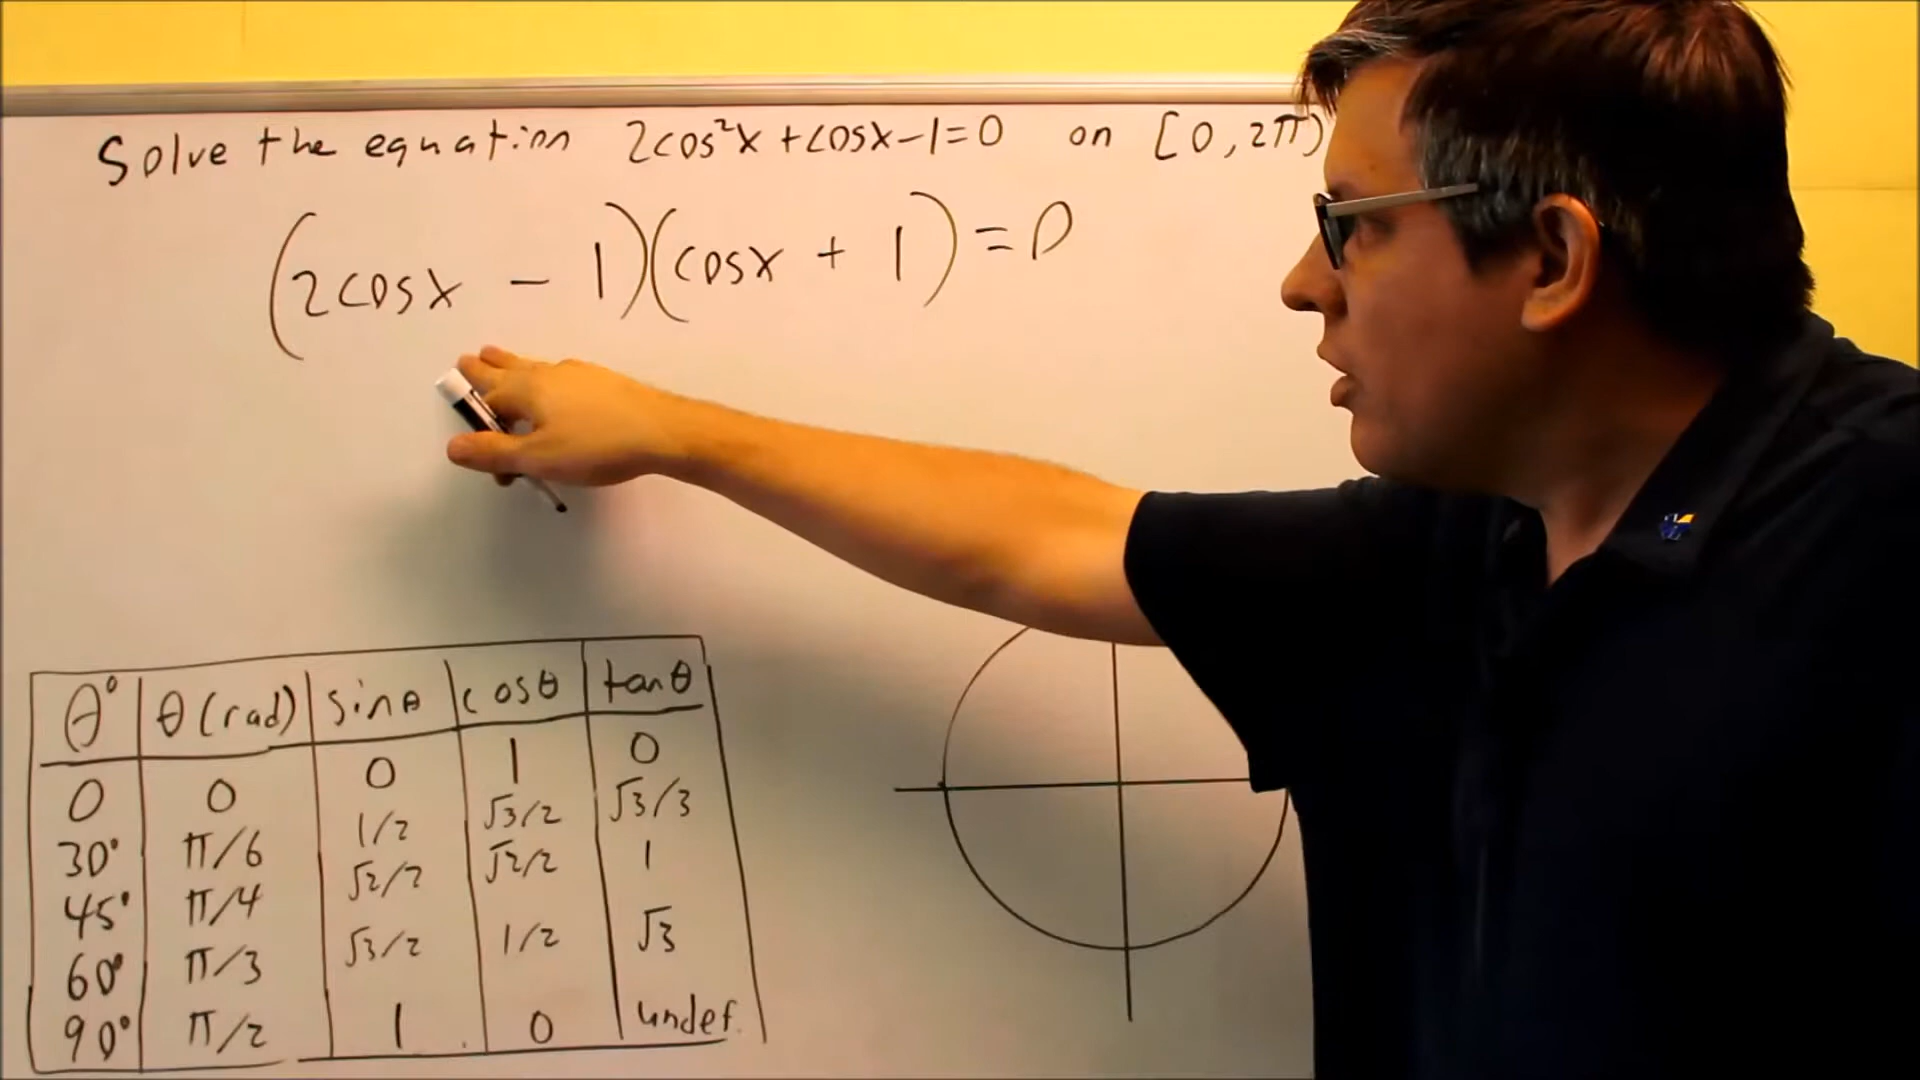 Solve the equation 2cos²x + cosx - 1 = 0 on [0, 2π)
(2cosx - 1)(cosx + 1) = 0
θ° θ(rad) sinθ cosθ tanθ
0 0 0 1 0
30° π/6 1/2 √3/2 √3/3
45° π/4 √2/2 √2/2 1
60° π/3 √3/2 1/2 √3
90° π/2 1 0 undef.